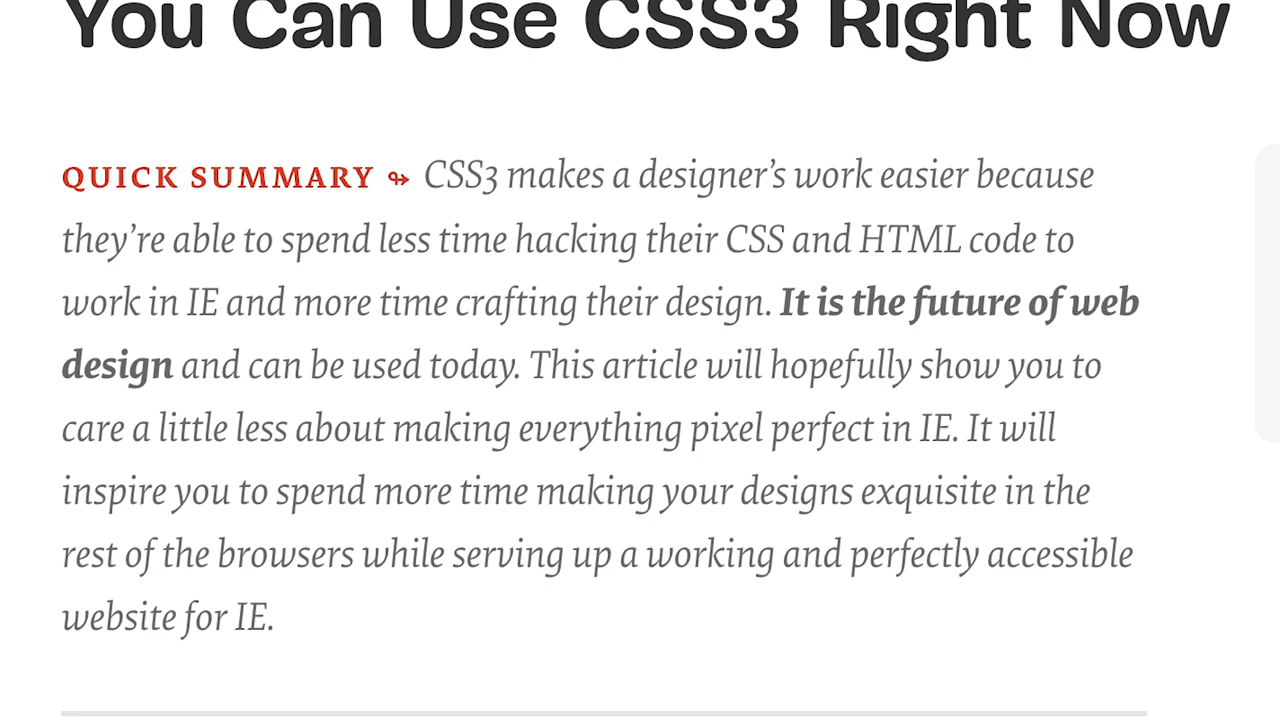 You Can Use CSS3 Right Now
QUICK SUMMARY ↬ CSS3 makes a designer’s work easier because
they’re able to spend less time hacking their CSS and HTML code to
work in IE and more time crafting their design. It is the future of web
design and can be used today. This article will hopefully show you to
care a little less about making everything pixel perfect in IE. It will
inspire you to spend more time making your designs exquisite in the
rest of the browsers while serving up a working and perfectly accessible
website for IE.